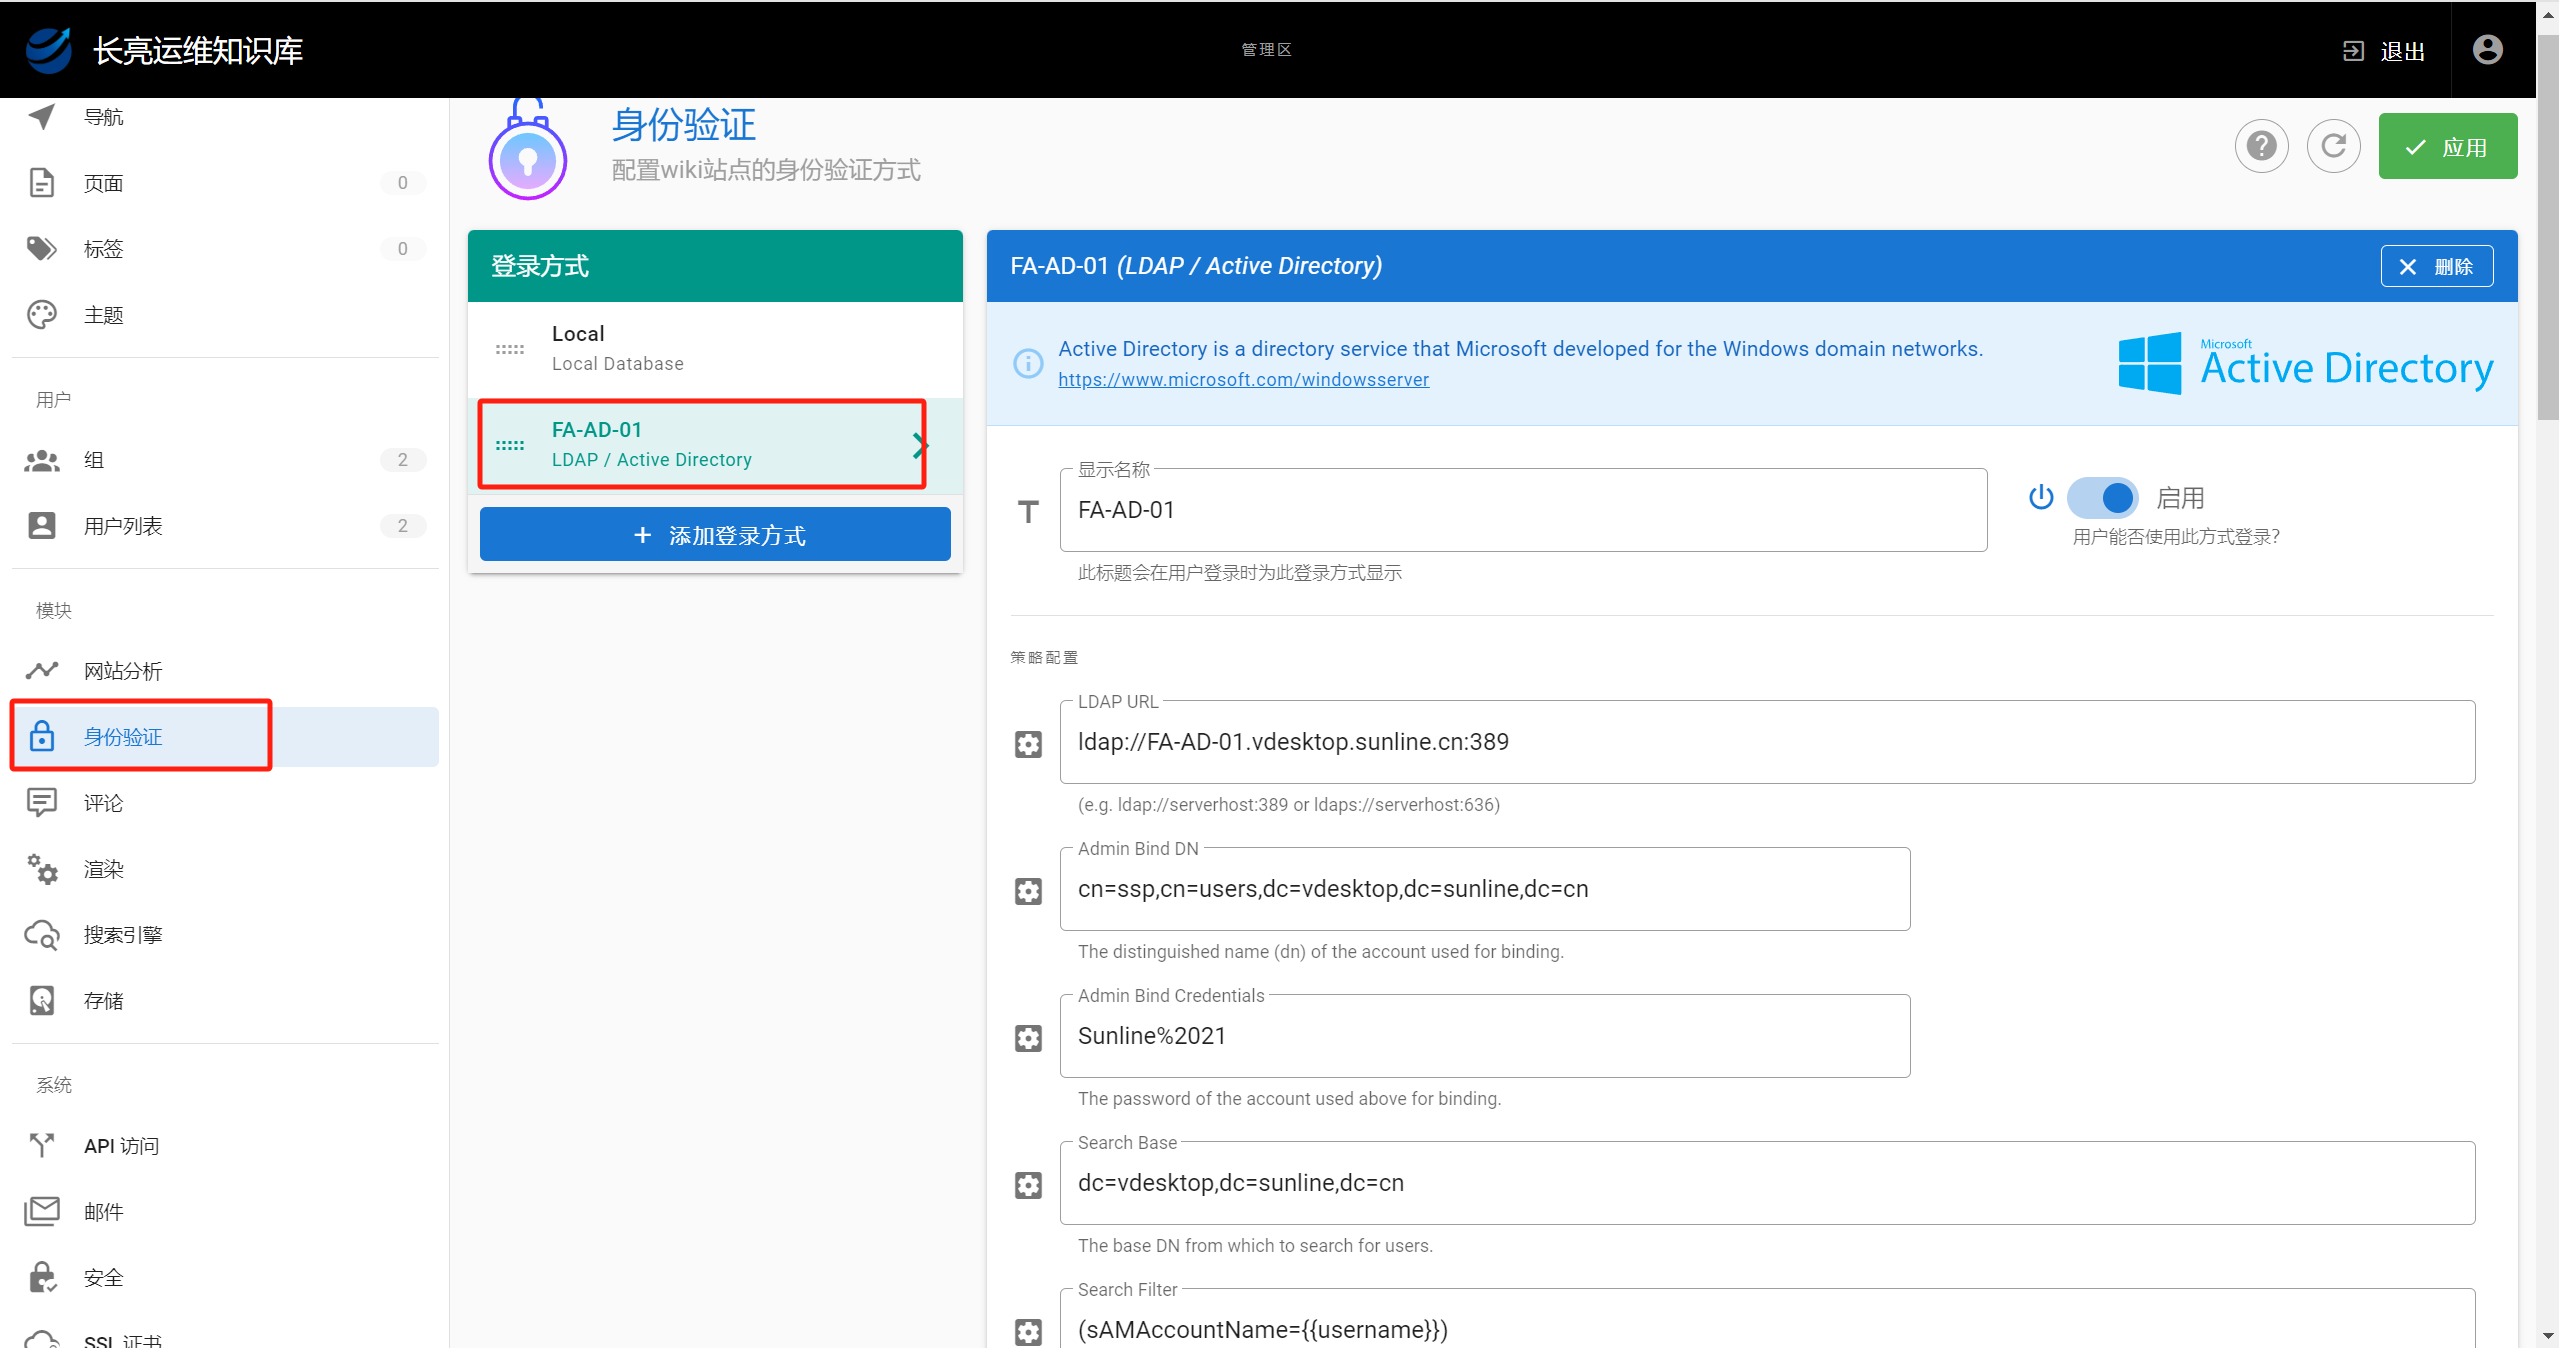 长亮运维知识库
管理区
退出
导航
页面
0
标签
0
主题
用户
组
2
用户列表
2
模块
网站分析
身份验证
评论
渲染
搜索引擎
存储
系统
API 访问
邮件
安全
SSL 证书
身份验证
配置wiki站点的身份验证方式
应用
登录方式
Local
Local Database
FA-AD-01
LDAP / Active Directory
添加登录方式
FA-AD-01 (LDAP / Active Directory)
删除
Active Directory is a directory service that Microsoft developed for the Windows domain networks.
https://www.microsoft.com/windowsserver
Microsoft
Active Directory
显示名称
FA-AD-01
此标题会在用户登录时为此登录方式显示
启用
用户能否使用此方式登录?
策略配置
LDAP URL
ldap://FA-AD-01.vdesktop.sunline.cn:389
(e.g. ldap://serverhost:389 or ldaps://serverhost:636)
Admin Bind DN
cn=ssp,cn=users,dc=vdesktop,dc=sunline,dc=cn
The distinguished name (dn) of the account used for binding.
Admin Bind Credentials
Sunline%2021
The password of the account used above for binding.
Search Base
dc=vdesktop,dc=sunline,dc=cn
The base DN from which to search for users.
Search Filter
(sAMAccountName={{username}})